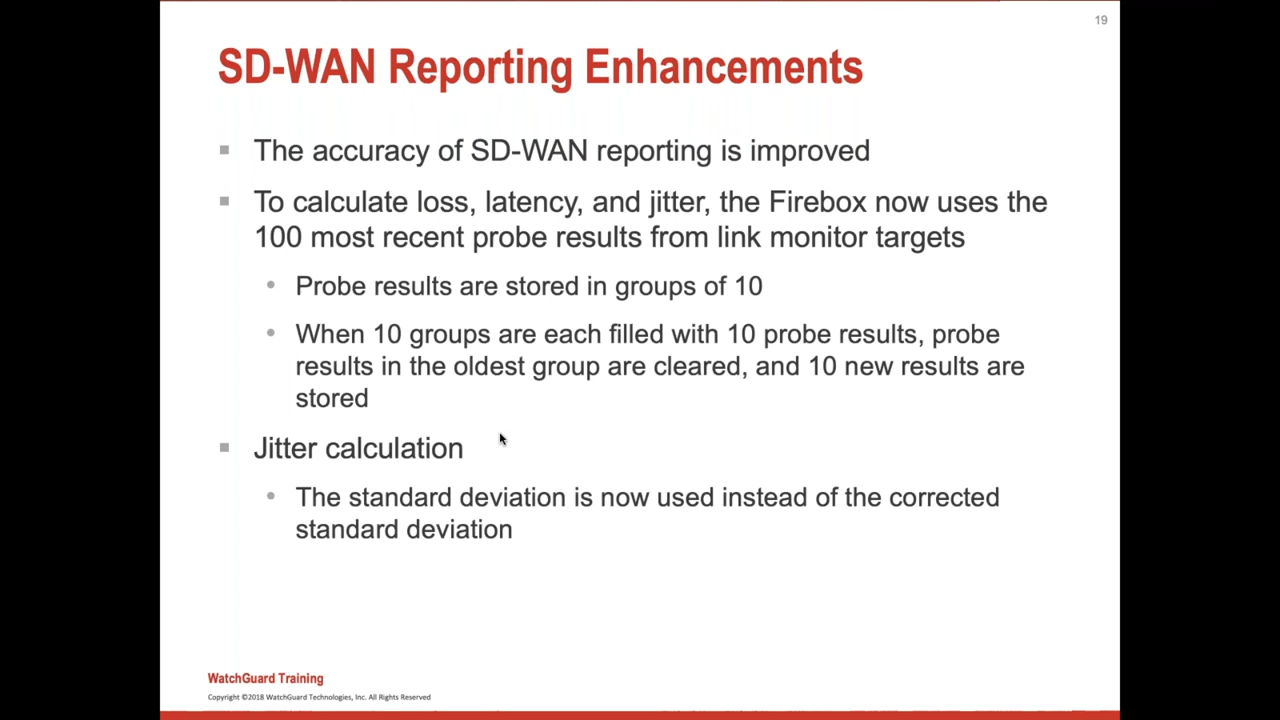 19
SD-WAN Reporting Enhancements
The accuracy of SD-WAN reporting is improved
To calculate loss, latency, and jitter, the Firebox now uses the
100 most recent probe results from link monitor targets
Probe results are stored in groups of 10
When 10 groups are each filled with 10 probe results, probe
results in the oldest group are cleared, and 10 new results are
stored
Jitter calculation
The standard deviation is now used instead of the corrected
standard deviation
WatchGuard Training
Copyright ©2018 WatchGuard Technologies, Inc. All Rights Reserved